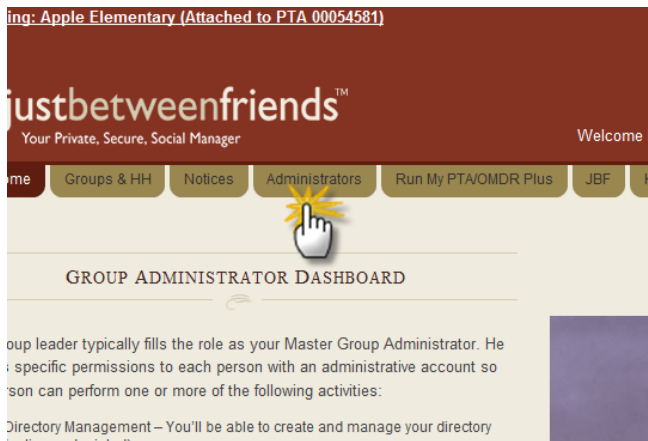 ing: Apple Elementary (Attached to PTA 00054581)
justbetweenfriends™
Your Private, Secure, Social Manager
Welcome
ome Groups & HH Notices Administrators Run My PTA/OMDR Plus JBF
GROUP ADMINISTRATOR DASHBOARD
oup leader typically fills the role as your Master Group Administrator. He
s specific permissions to each person with an administrative account so
rson can perform one or more of the following activities:
Directory Management – You'll be able to create and manage your directory